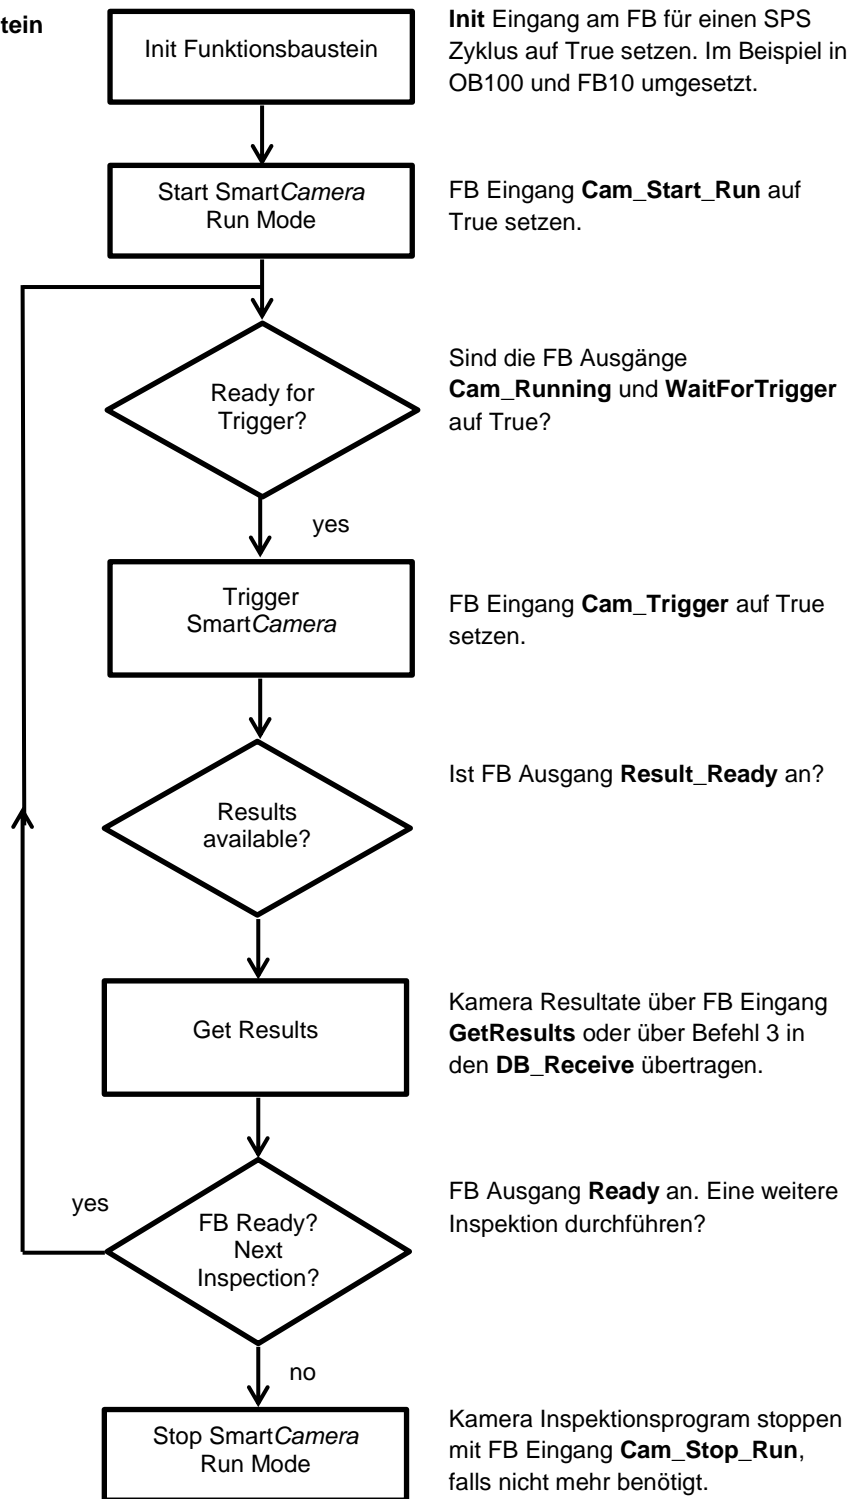 tein
Init Funktionsbaustein
Init Eingang am FB für einen SPS
Zyklus auf True setzen. Im Beispiel in
OB100 und FB10 umgesetzt.
Start SmartCamera
Run Mode
FB Eingang Cam_Start_Run auf
True setzen.
Ready for
Trigger?
Sind die FB Ausgänge
Cam_Running und WaitForTrigger
auf True?
yes
Trigger
SmartCamera
FB Eingang Cam_Trigger auf True
setzen.
Results
available?
Ist FB Ausgang Result_Ready an?
Get Results
Kamera Resultate über FB Eingang
GetResults oder über Befehl 3 in
den DB_Receive übertragen.
yes
FB Ready?
Next
Inspection?
FB Ausgang Ready an. Eine weitere
Inspektion durchführen?
no
Stop SmartCamera
Run Mode
Kamera Inspektionsprogram stoppen
mit FB Eingang Cam_Stop_Run,
falls nicht mehr benötigt.